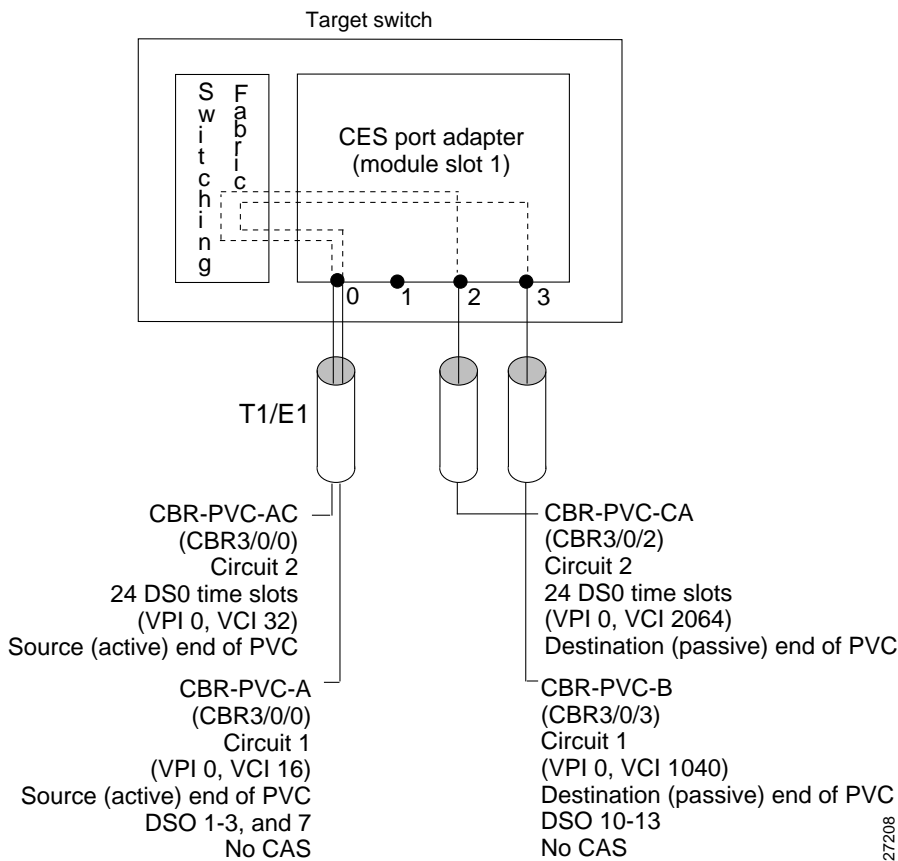 Target switch
Switching
Fabric
CES port adapter
(module slot 1)
0
1
2
3
T1/E1
CBR-PVC-AC
(CBR3/0/0)
Circuit 2
24 DS0 time slots
(VPI 0, VCI 32)
Source (active) end of PVC
CBR-PVC-CA
(CBR3/0/2)
Circuit 2
24 DS0 time slots
(VPI 0, VCI 2064)
Destination (passive) end of PVC
CBR-PVC-A
(CBR3/0/0)
Circuit 1
(VPI 0, VCI 16)
Source (active) end of PVC
DSO 1-3, and 7
No CAS
CBR-PVC-B
(CBR3/0/3)
Circuit 1
(VPI 0, VCI 1040)
Destination (passive) end of PVC
DSO 10-13
No CAS
27208